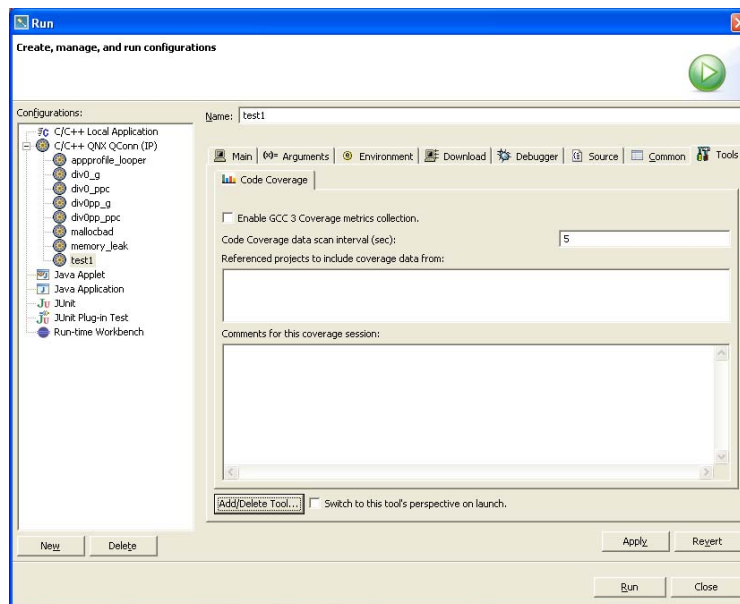 Run
Create, manage, and run configurations
Configurations:
C/C++ Local Application
C/C++ QNX QConn (IP)
appprofile_looper
div0_g
div0_ppc
div0pp_g
div0pp_ppc
mallocbad
memory_leak
test1
Java Applet
Java Application
JUnit
JUnit Plug-in Test
Run-time Workbench
New Delete
Name: test1
Main (x)= Arguments Environment Download Debugger Source Common Tools
Code Coverage
Enable GCC 3 Coverage metrics collection.
Code Coverage data scan interval (sec): 5
Referenced projects to include coverage data from:
Comments for this coverage session:
Add/Delete Tool... Switch to this tool's perspective on launch.
Apply Revert
Run Close